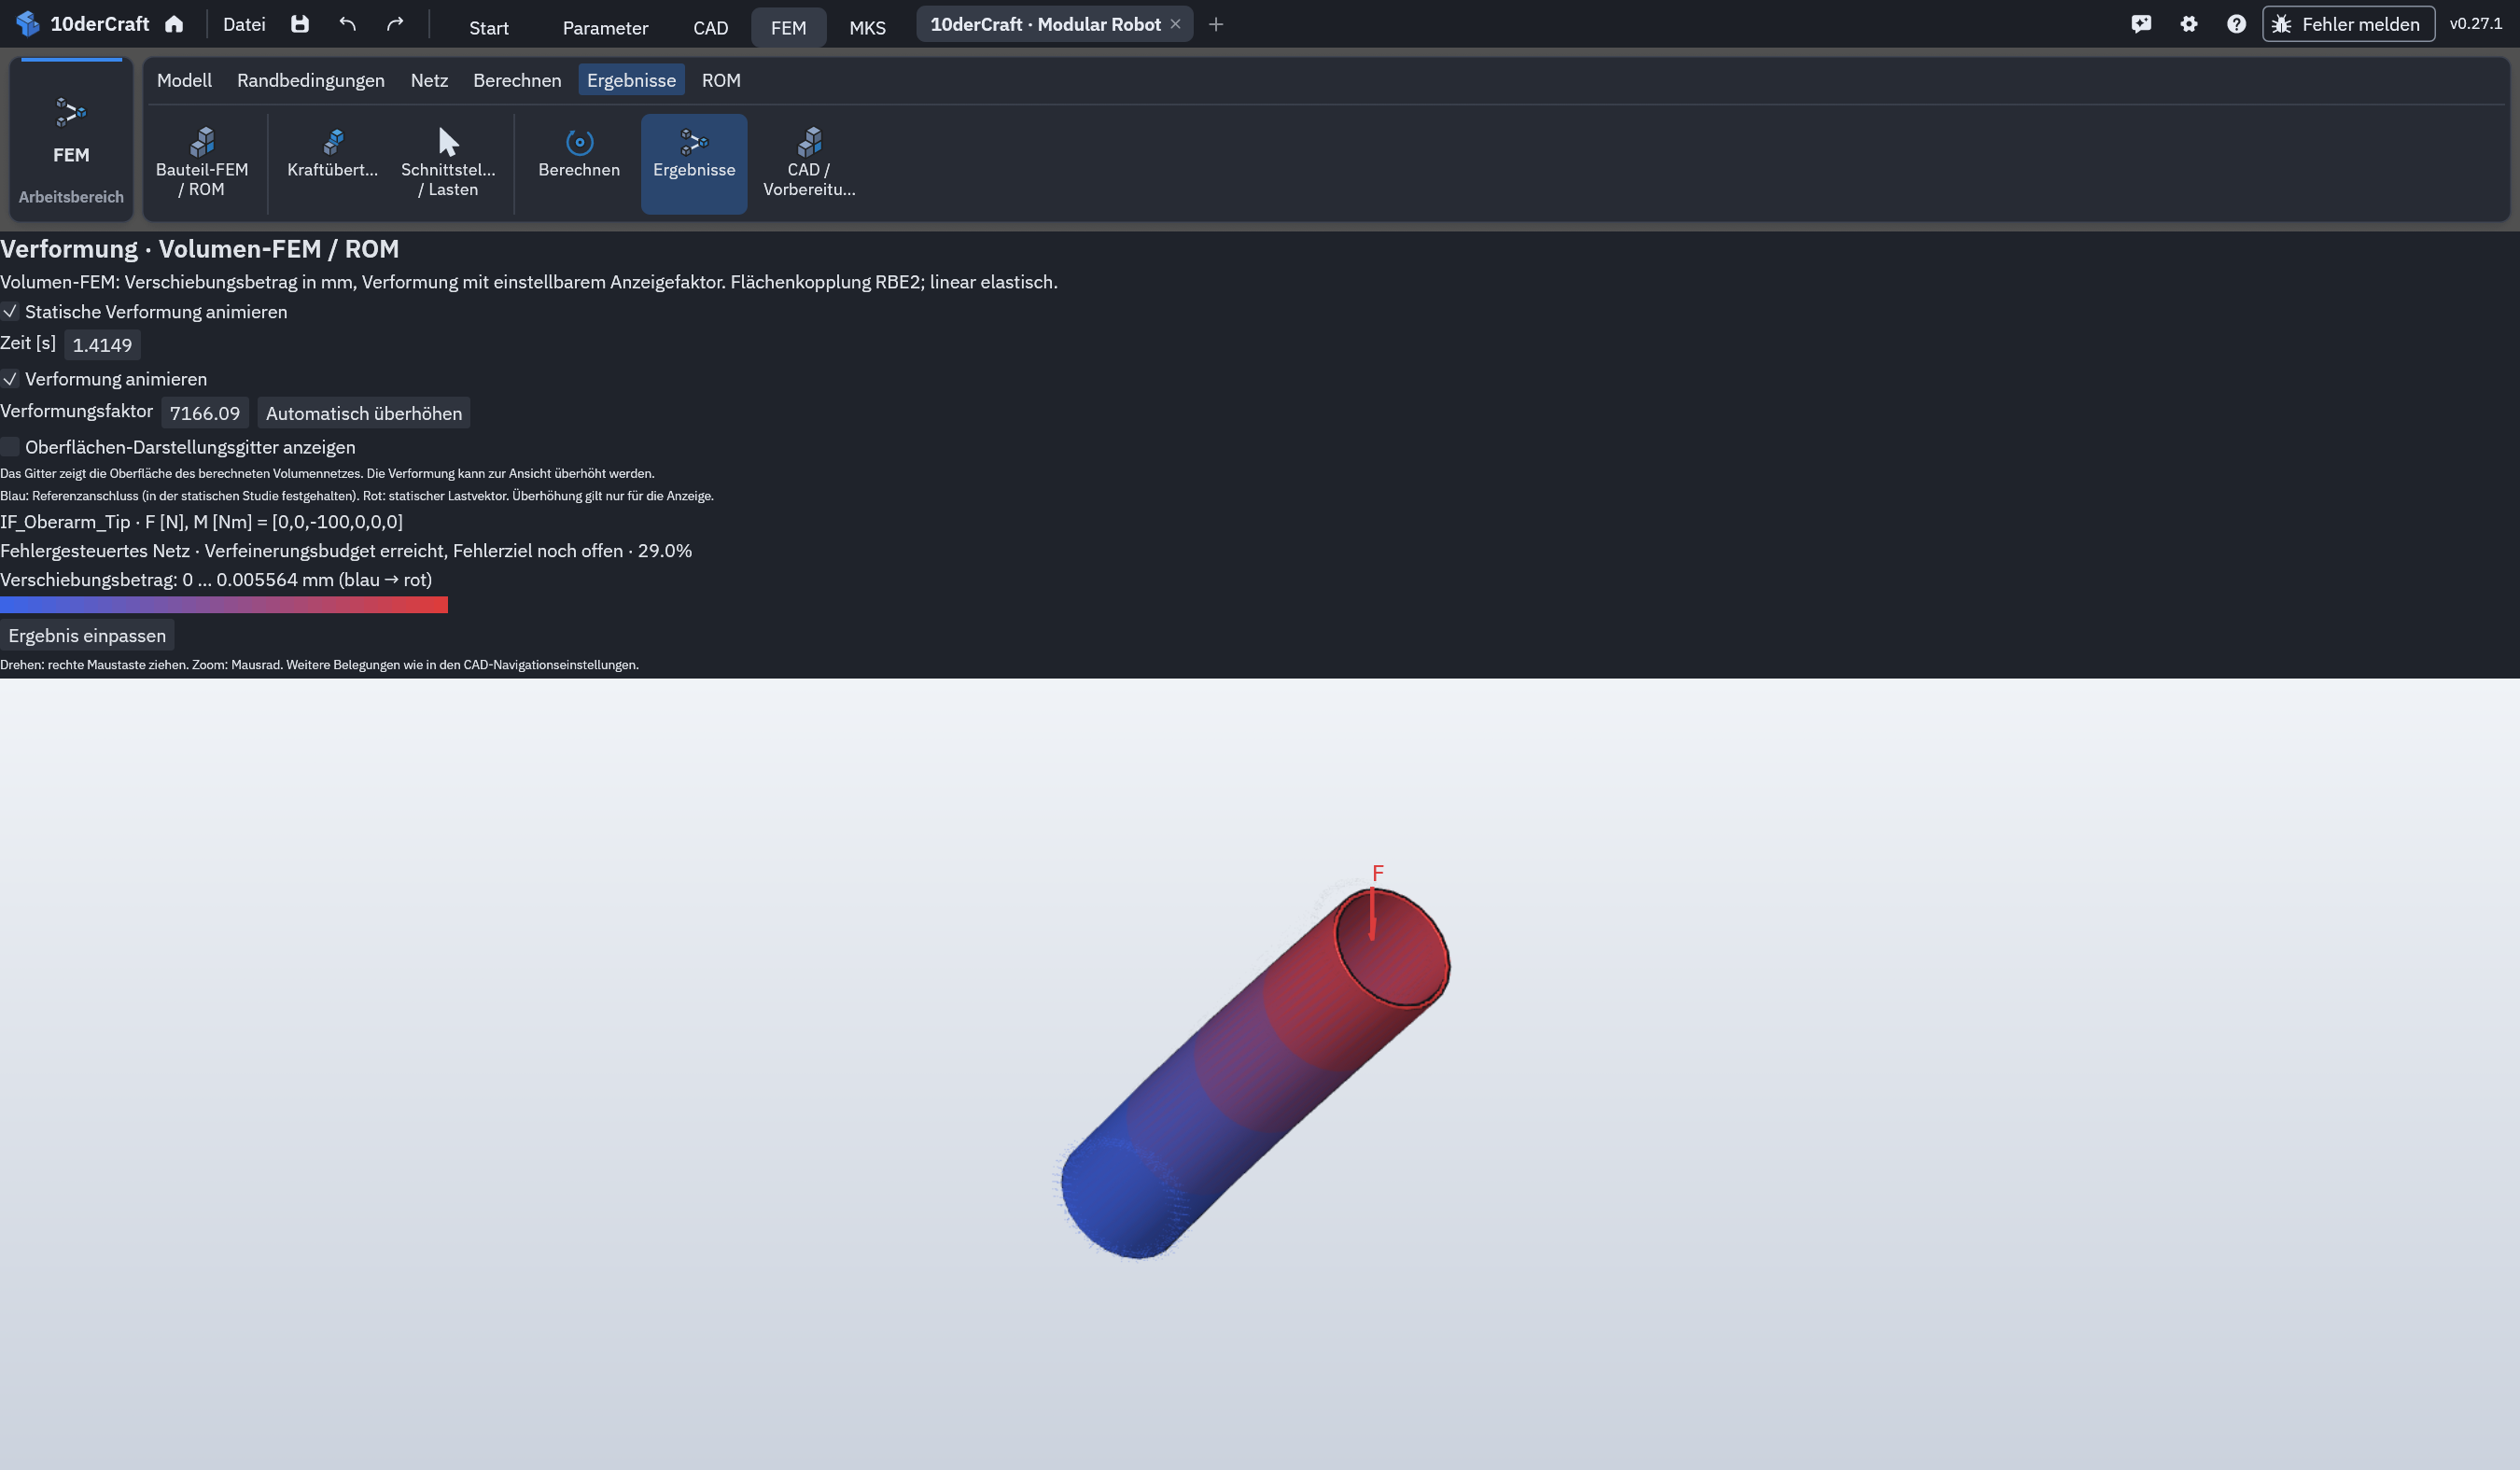 10derCraft Datei Start Parameter CAD FEM MKS 10derCraft · Modular Robot Fehler melden v0.27.1
Modell Randbedingungen Netz Berechnen Ergebnisse ROM
FEM
Arbeitsbereich
Bauteil-FEM
/ ROM
Kraftübert...
Schnittstel...
/ Lasten
Berechnen
Ergebnisse
CAD /
Vorbereitu...
Verformung · Volumen-FEM / ROM
Volumen-FEM: Verschiebungsbetrag in mm, Verformung mit einstellbarem Anzeigefaktor. Flächenkopplung RBE2; linear elastisch.
Statische Verformung animieren
Zeit [s] 1.4149
Verformung animieren
Verformungsfaktor 7166.09 Automatisch überhöhen
Oberflächen-Darstellungsgitter anzeigen
Das Gitter zeigt die Oberfläche des berechneten Volumennetzes. Die Verformung kann zur Ansicht überhöht werden.
Blau: Referenzanschluss (in der statischen Studie festgehalten). Rot: statischer Lastvektor. Überhöhung gilt nur für die Anzeige.
IF_Oberarm_Tip · F [N], M [Nm] = [0,0,-100,0,0,0]
Fehlergesteuertes Netz · Verfeinerungsbudget erreicht, Fehlerziel noch offen · 29.0%
Verschiebungsbetrag: 0 ... 0.005564 mm (blau → rot)
Ergebnis einpassen
Drehen: rechte Maustaste ziehen. Zoom: Mausrad. Weitere Belegungen wie in den CAD-Navigationseinstellungen.
F